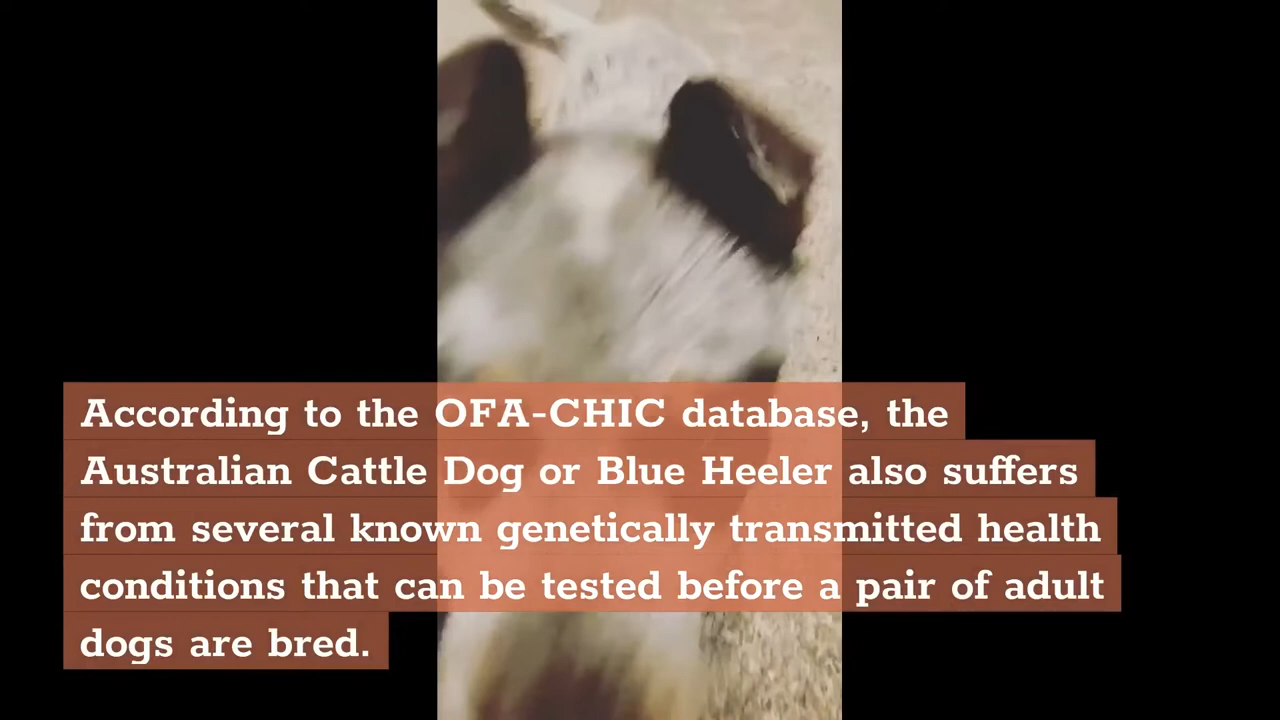 According to the OFA-CHIC database, the
Australian Cattle Dog or Blue Heeler also suffers
from several known genetically transmitted health
conditions that can be tested before a pair of adult
dogs are bred.